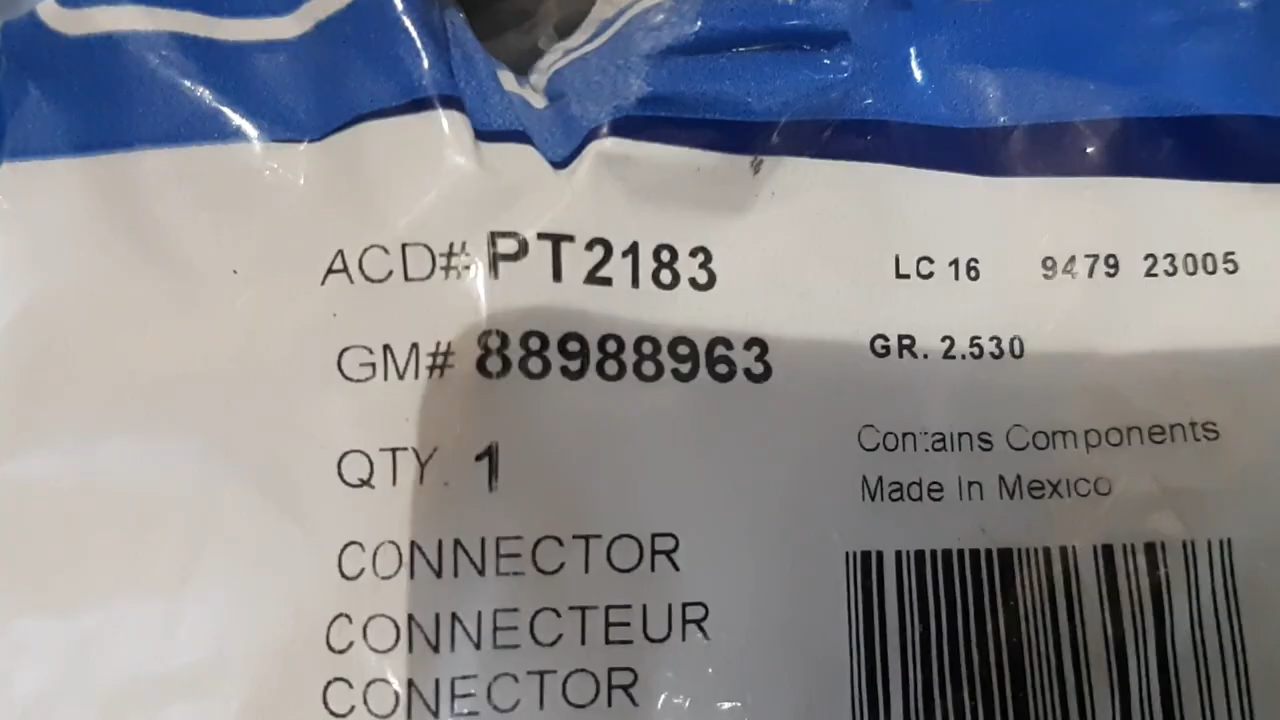 ACD# PT2183
LC 16 9479 23005
GM# 88988963
GR. 2.530
QTY. 1
Contains Components
Made In Mexico
CONNECTOR
CONNECTEUR
CONECTOR